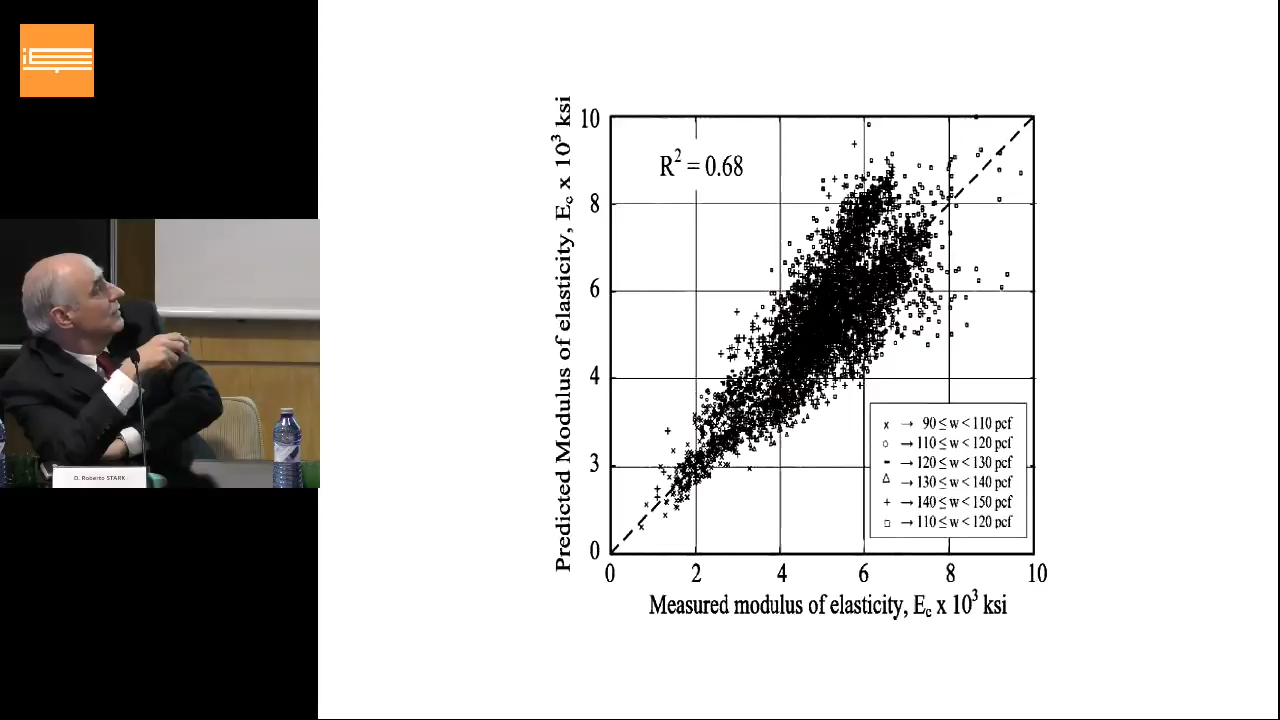 Predicted Modulus of elasticity, Ec x 10³ ksi
10
8
6
4
3
0
R² = 0.68
x → 90 ≤ w < 110 pcf
o → 110 ≤ w < 120 pcf
- → 120 ≤ w < 130 pcf
△ → 130 ≤ w < 140 pcf
+ → 140 ≤ w < 150 pcf
□ → 110 ≤ w < 120 pcf
0 2 4 6 8 10
Measured modulus of elasticity, Ec x 10³ ksi
D. Roberto STARK